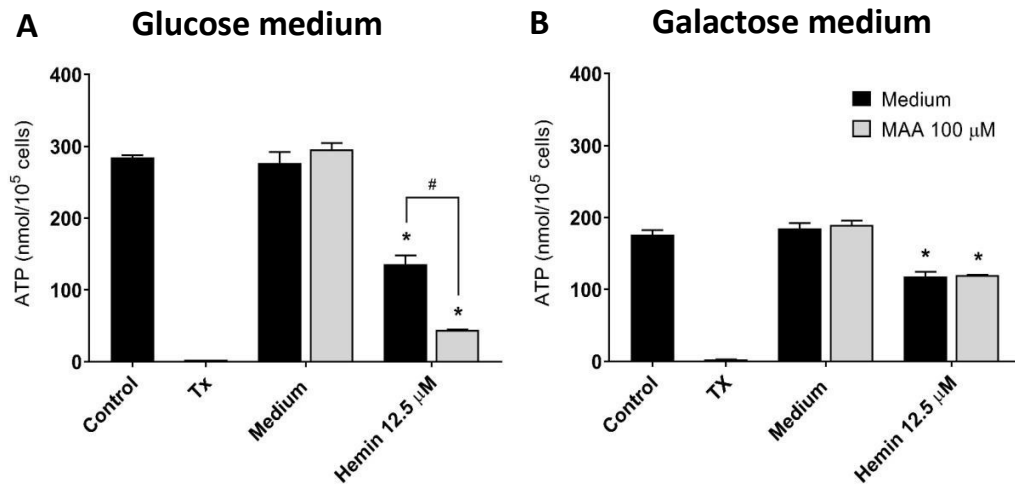 A Glucose medium
400
300
200
100
0
ATP (nmol/10⁵ cells)
#
*
*
Control
Tx
Medium
Hemin 12.5 μM
B Galactose medium
400
300
200
100
0
ATP (nmol/10⁵ cells)
Medium
MAA 100 μM
*
*
Control
TX
Medium
Hemin 12.5 μM